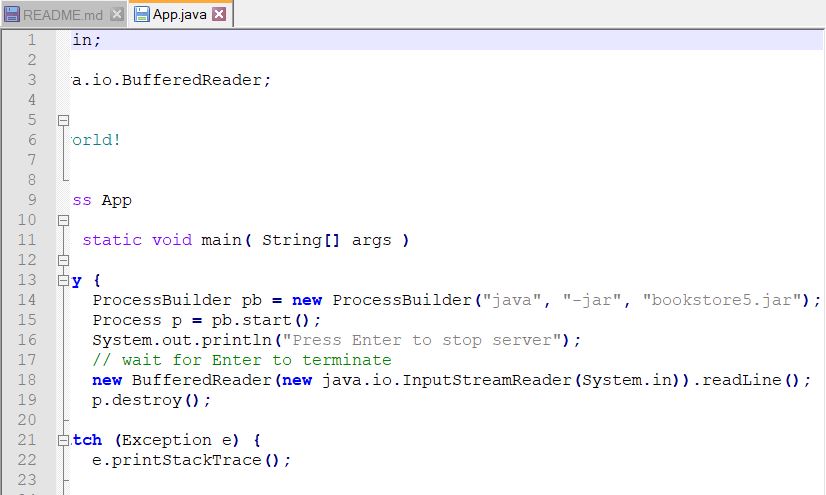 README.md App.java
1 in;
2
3 a.io.BufferedReader;
4
5
6 orld!
7
8
9 ss App
10
11 static void main( String[] args )
12
13 y {
14 ProcessBuilder pb = new ProcessBuilder("java", "-jar", "bookstore5.jar");
15 Process p = pb.start();
16 System.out.println("Press Enter to stop server");
17 // wait for Enter to terminate
18 new BufferedReader(new java.io.InputStreamReader(System.in)).readLine();
19 p.destroy();
20
21 tch (Exception e) {
22 e.printStackTrace();
23